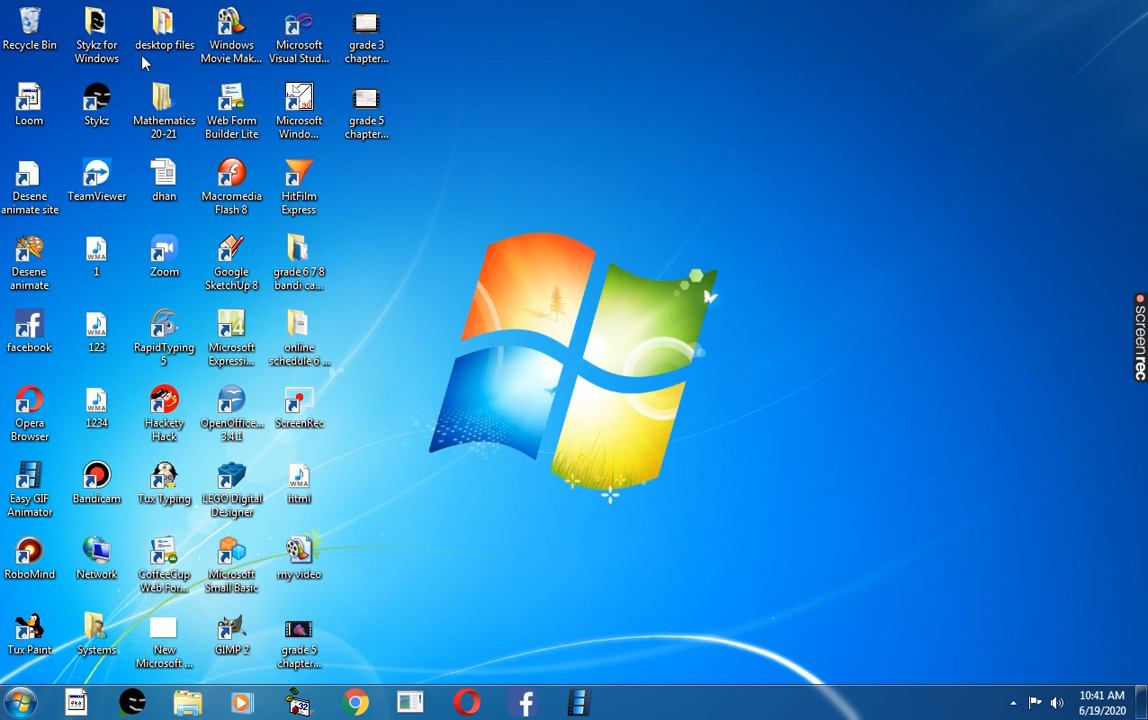 Recycle Bin
Stykz for
Windows
desktop files
Windows
Movie Mak...
Microsoft
Visual Stud...
grade 3
chapter...
Loom
Stykz
Mathematics
20-21
Web Form
Builder Lite
Microsoft
Windo...
grade 5
chapter...
Desene
animate site
TeamViewer
dhan
Macromedia
Flash 8
HitFilm
Express
Desene
animate
WMA
1
Zoom
Google
SketchUp 8
grade 6 7 8
bandi ca...
facebook
WMA
123
RapidTyping
5
Microsoft
Expressi...
online
schedule 6 ...
Opera
Browser
WMA
1234
Hackety
Hack
OpenOffice...
3.4.1
ScreenRec
Easy GIF
Animator
Bandicam
Tux Typing
LEGO Digital
Designer
WMA
html
RoboMind
Network
CoffeeCup
Web For...
Microsoft
Small Basic
my video
Tux Paint
Systems
New
Microsoft ...
GIMP 2
grade 5
chapter...
screenrec
10:41 AM
6/19/2020